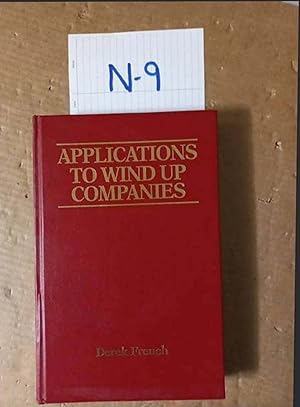 N-9
APPLICATIONS
TO WIND UP
COMPANIES
Derek French